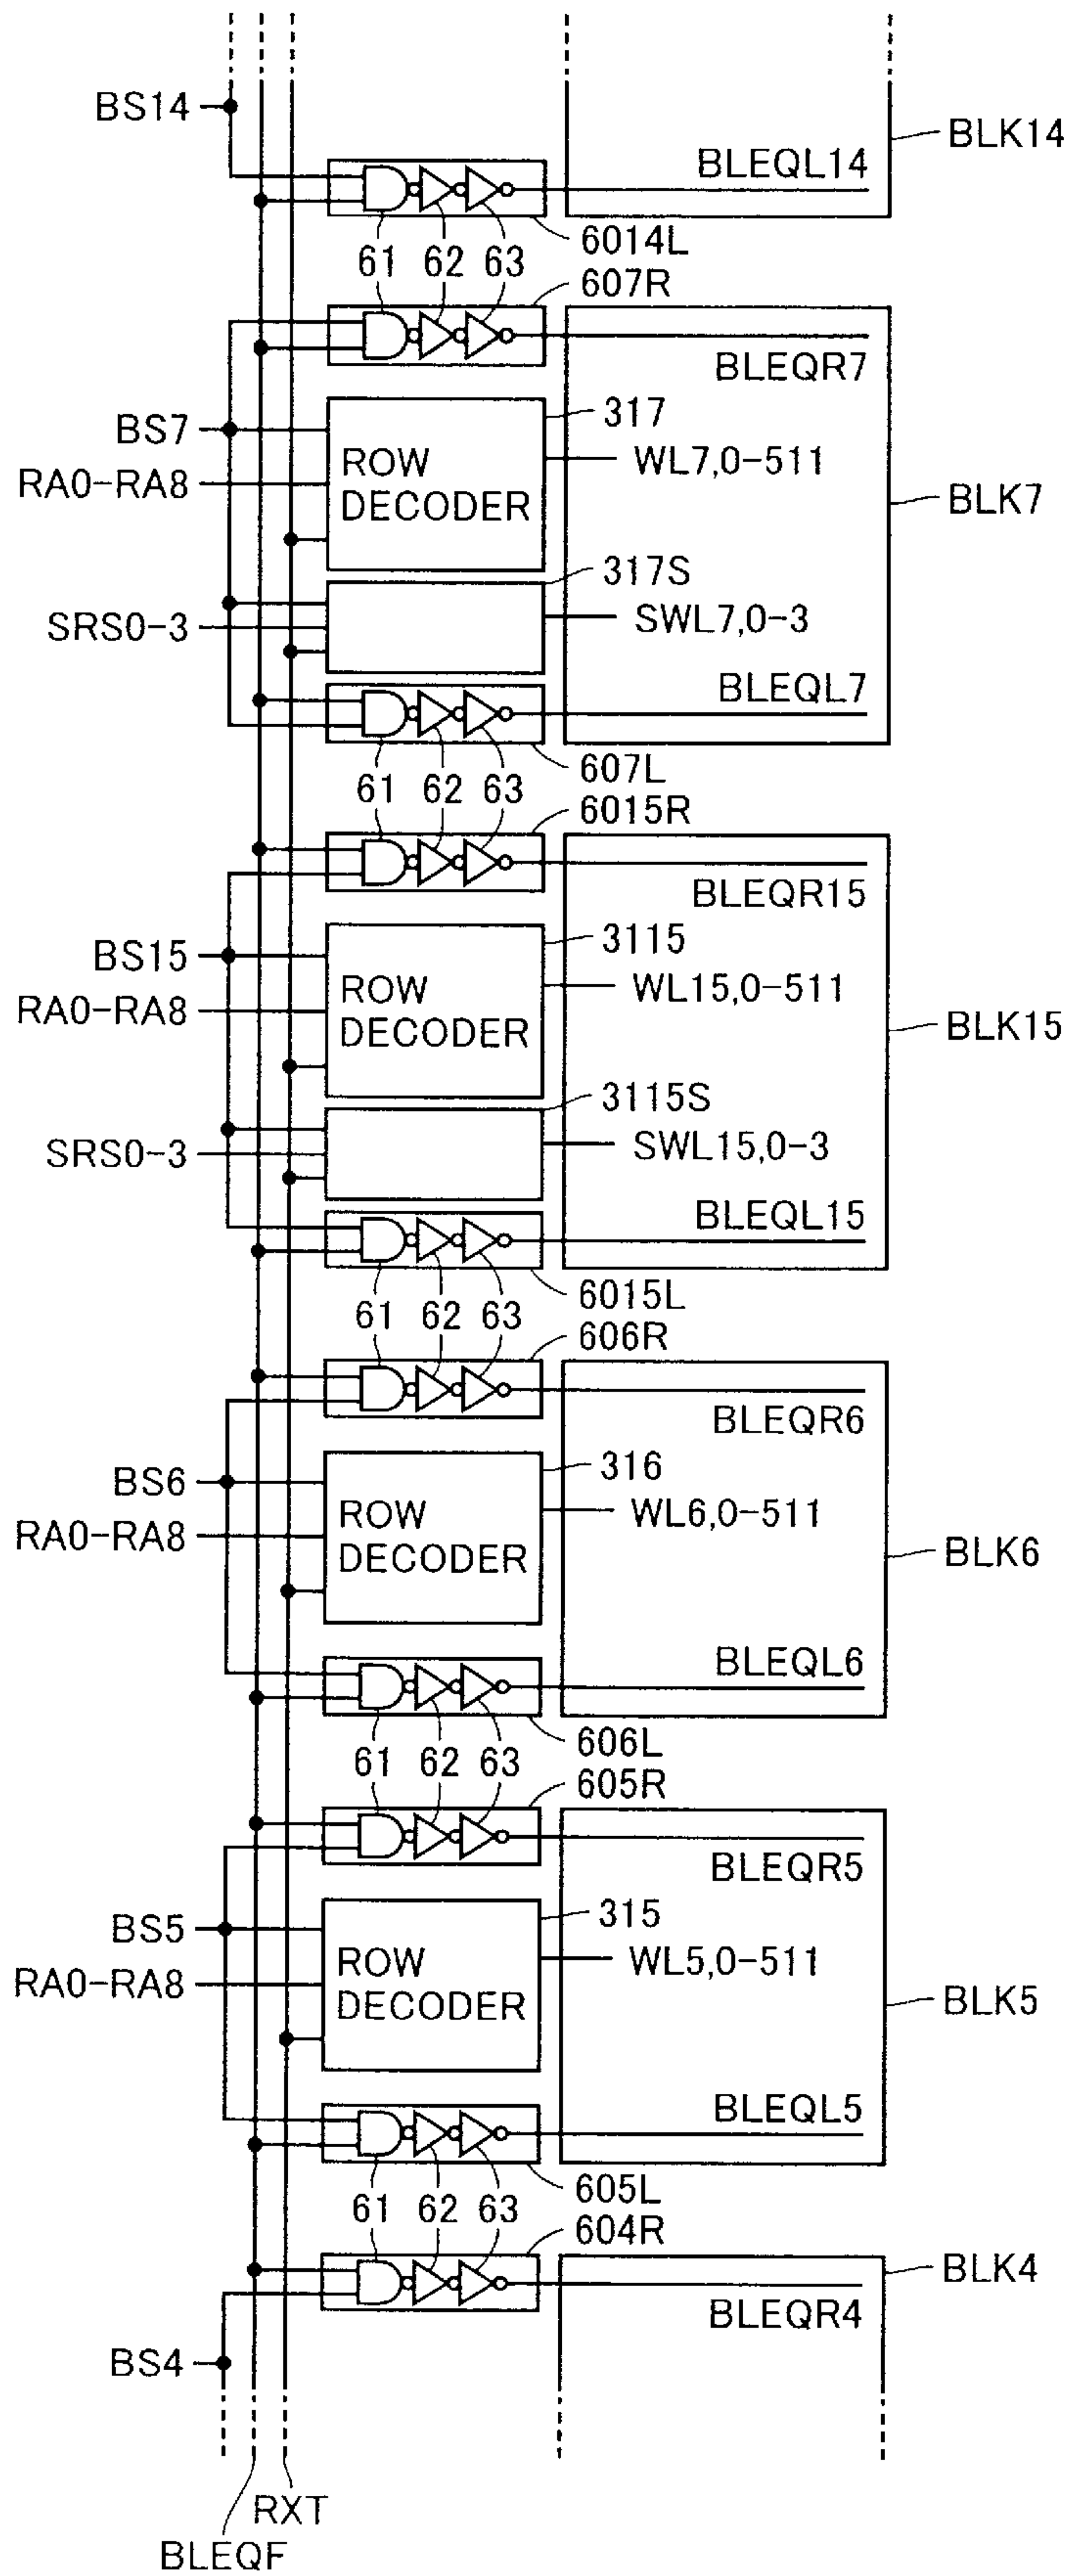 BS14
BLK14
BLEQL14
6014L
61 62 63
607R
BLEQR7
BS7
317
ROW
DECODER
WL7,0-511
RA0-RA8
BLK7
317S
SRS0-3
SWL7,0-3
BLEQL7
607L
61 62 63
6015R
BLEQR15
3115
BS15
ROW
DECODER
WL15,0-511
RA0-RA8
BLK15
3115S
SRS0-3
SWL15,0-3
BLEQL15
6015L
61 62 63
606R
BLEQR6
316
BS6
ROW
DECODER
WL6,0-511
RA0-RA8
BLK6
BLEQL6
606L
61 62 63
605R
BLEQR5
315
BS5
ROW
DECODER
WL5,0-511
RA0-RA8
BLK5
BLEQL5
605L
61 62 63
604R
BLK4
BLEQR4
BS4
RXT
BLEQF